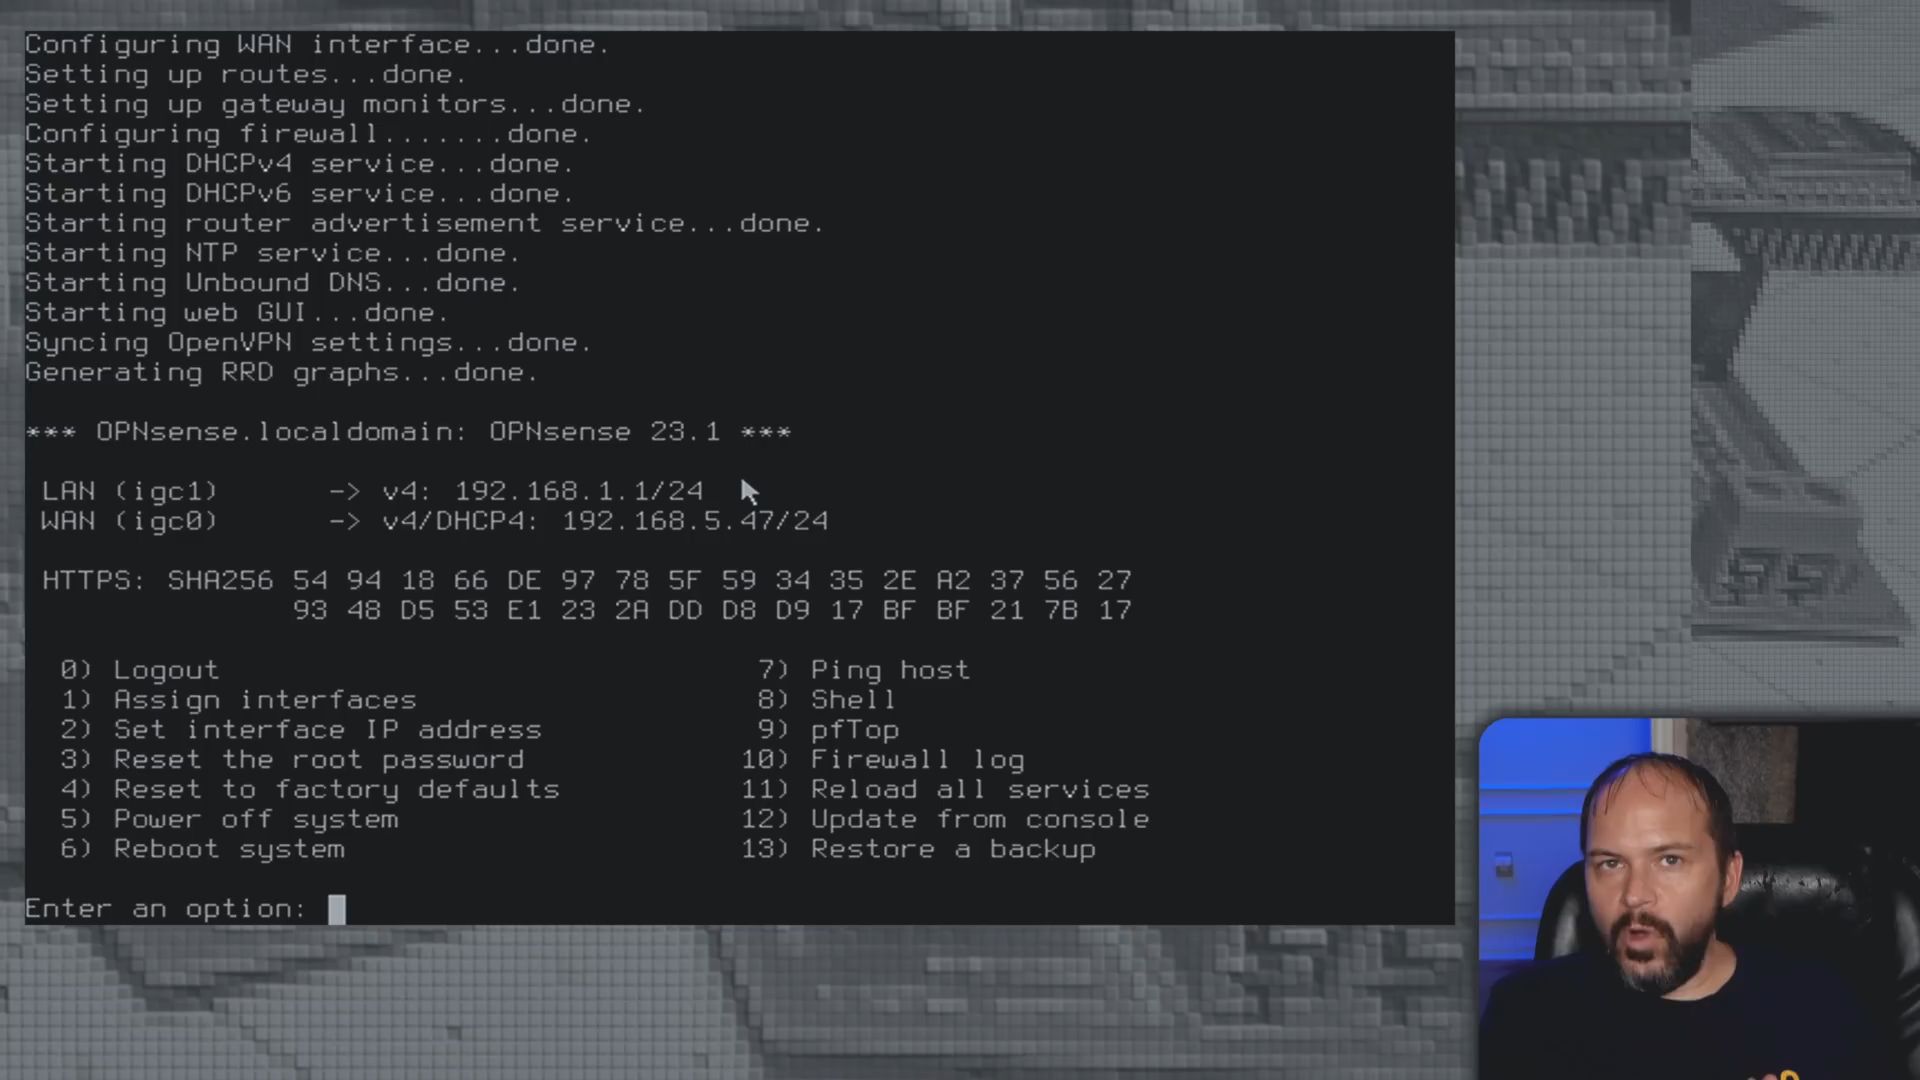 Configuring WAN interface...done.
Setting up routes...done.
Setting up gateway monitors...done.
Configuring firewall.......done.
Starting DHCPv4 service...done.
Starting DHCPv6 service...done.
Starting router advertisement service...done.
Starting NTP service...done.
Starting Unbound DNS...done.
Starting web GUI...done.
Syncing OpenVPN settings...done.
Generating RRD graphs...done.
*** OPNsense.localdomain: OPNsense 23.1 ***
LAN (igc1) -> v4: 192.168.1.1/24
WAN (igc0) -> v4/DHCP4: 192.168.5.47/24
HTTPS: SHA256 54 94 18 66 DE 97 78 5F 59 34 35 2E A2 37 56 27
93 48 D5 53 E1 23 2A DD D8 D9 17 BF BF 21 7B 17
0) Logout 7) Ping host
1) Assign interfaces 8) Shell
2) Set interface IP address 9) pfTop
3) Reset the root password 10) Firewall log
4) Reset to factory defaults 11) Reload all services
5) Power off system 12) Update from console
6) Reboot system 13) Restore a backup
Enter an option: